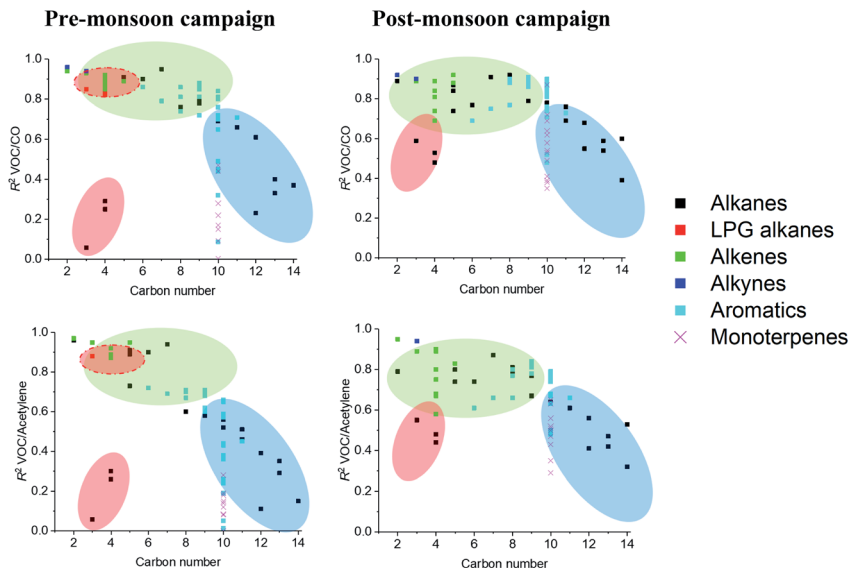 Pre-monsoon campaign
Post-monsoon campaign
1.0
0.8
0.6
0.4
0.2
0.0
R² VOC/CO
2 4 6 8 10 12 14
Carbon number
1.0
0.8
0.6
0.4
0.2
0.0
R² VOC/CO
2 4 6 8 10 12 14
Carbon number
Alkanes
LPG alkanes
Alkenes
Alkynes
Aromatics
Monoterpenes
1.0
0.8
0.6
0.4
0.2
0.0
R² VOC/Acetylene
2 4 6 8 10 12 14
Carbon number
1.0
0.8
0.6
0.4
0.2
0.0
R² VOC/Acetylene
2 4 6 8 10 12 14
Carbon number